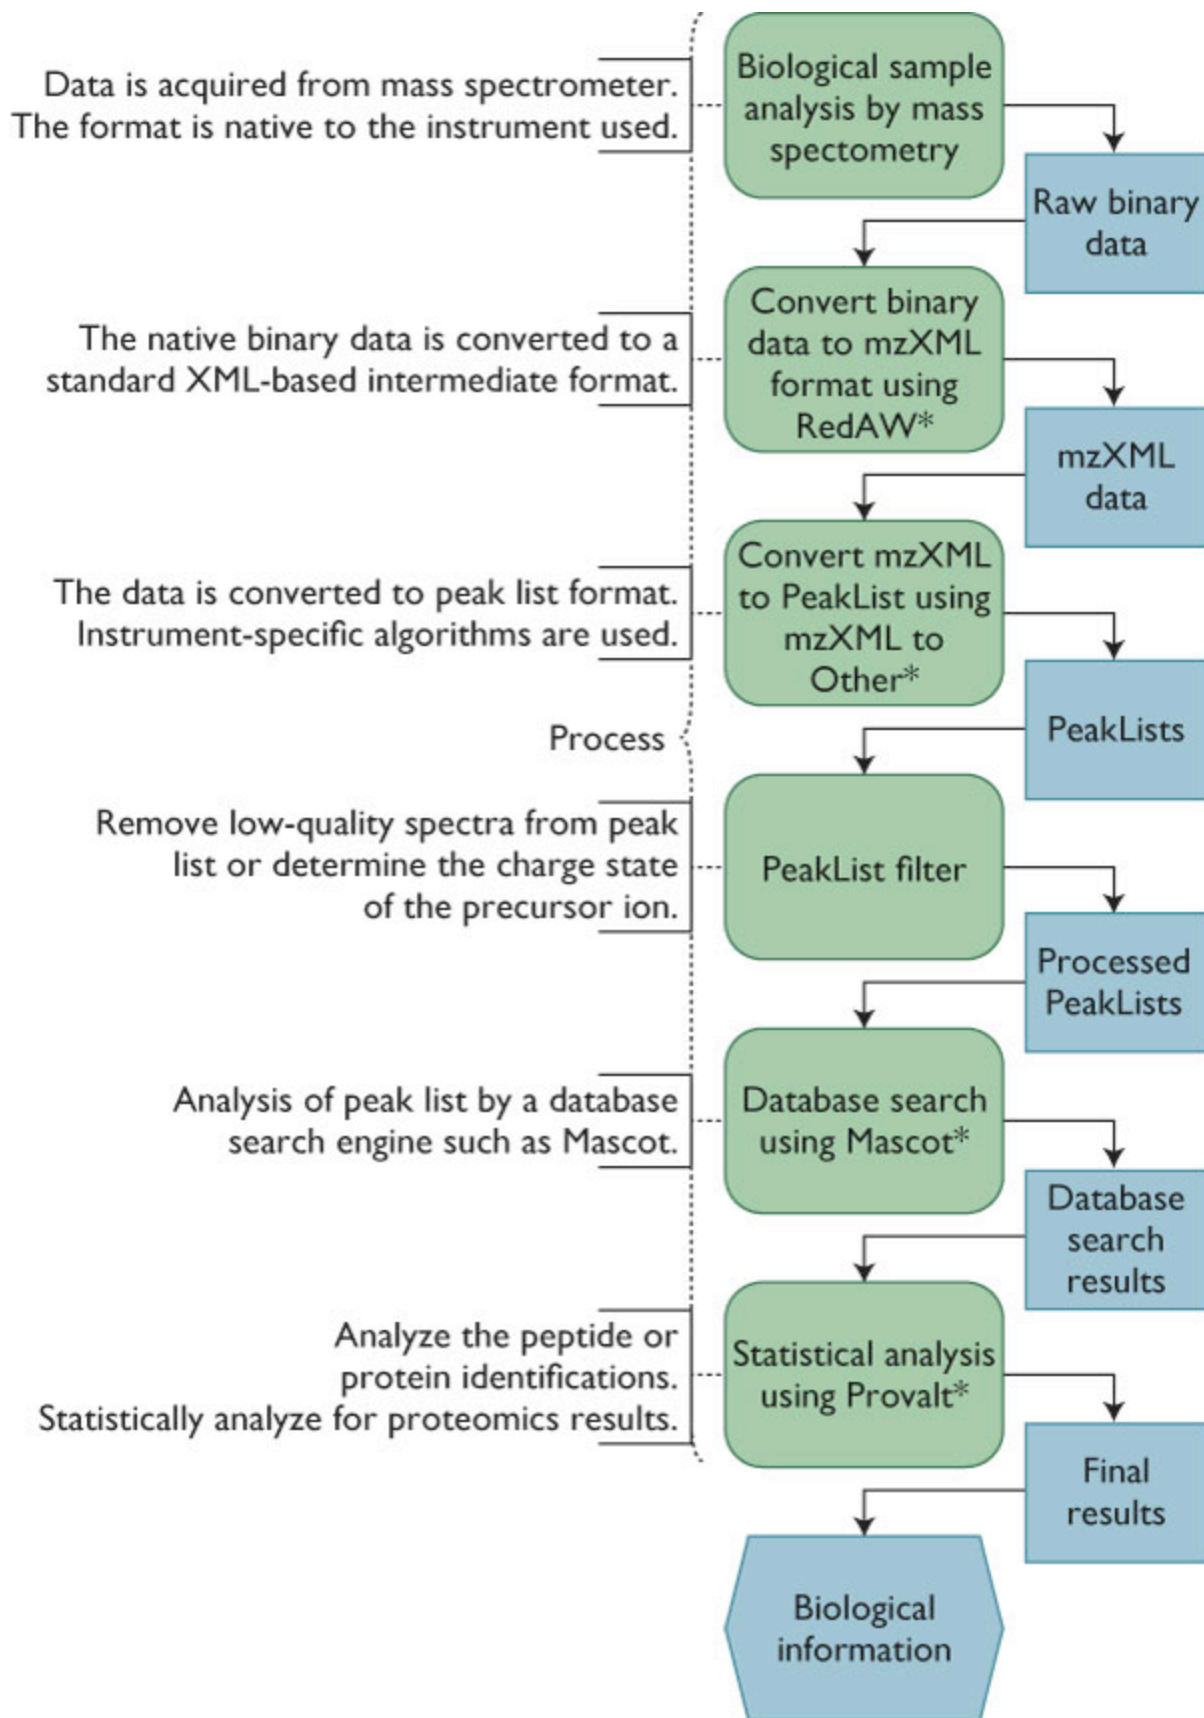 Data is acquired from mass spectrometer.
The format is native to the instrument used.
Biological sample
analysis by mass
spectometry
Raw binary
data
The native binary data is converted to a
standard XML-based intermediate format.
Convert binary
data to mzXML
format using
RedAW*
mzXML
data
The data is converted to peak list format.
Instrument-specific algorithms are used.
Convert mzXML
to PeakList using
mzXML to
Other*
PeakLists
Process
Remove low-quality spectra from peak
list or determine the charge state
of the precursor ion.
PeakList filter
Processed
PeakLists
Analysis of peak list by a database
search engine such as Mascot.
Database search
using Mascot*
Database
search
results
Analyze the peptide or
protein identifications.
Statistically analyze for proteomics results.
Statistical analysis
using Provalt*
Final
results
Biological
information